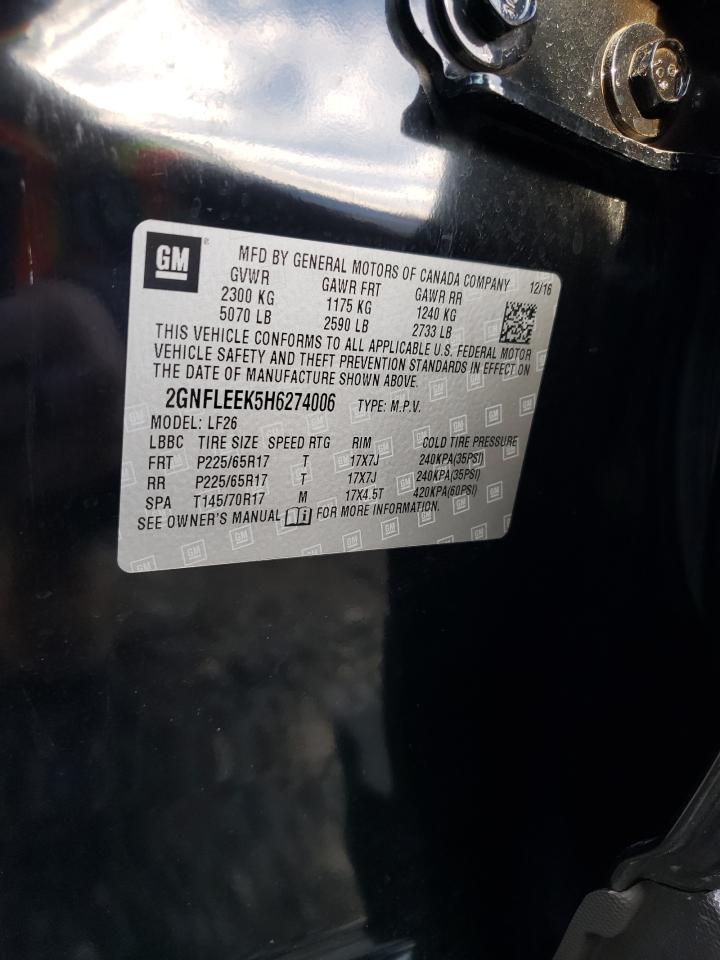 GM
MFD BY GENERAL MOTORS OF CANADA COMPANY 12/16
GVWR GAWR FRT GAWR RR
2300 KG 1175 KG 1240 KG
5070 LB 2590 LB 2733 LB
THIS VEHICLE CONFORMS TO ALL APPLICABLE U.S. FEDERAL MOTOR
VEHICLE SAFETY AND THEFT PREVENTION STANDARDS IN EFFECT ON
THE DATE OF MANUFACTURE SHOWN ABOVE.
2GNFLEEK5H6274006 TYPE: M.P.V.
MODEL: LF26
LBBC TIRE SIZE SPEED RTG RIM COLD TIRE PRESSURE
FRT P225/65R17 T 17X7J 240KPA(35PSI)
RR P225/65R17 T 17X7J 240KPA(35PSI)
SPA T145/70R17 M 17X4.5T 420KPA(60PSI)
SEE OWNER'S MANUAL FOR MORE INFORMATION.